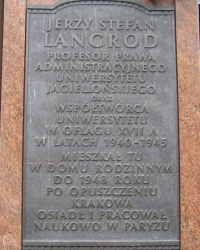 JERZY STEFAN
LANGROD
PROFESOR PRAWA
ADMINISTRACYJNEGO
UNIWERSYTETU
JAGIELLOŃSKIEGO
ORAZ
WSPÓŁTWÓRCA
UNIWERSYTETU
W OFLAGU XVII A
W LATACH 1940-1945
MIESZKAŁ TU
W DOMU RODZINNYM
DO 1948 ROKU
PO OPUSZCZENIU
KRAKOWA
OSIADŁ I PRACOWAŁ
NAUKOWO W PARYŻU